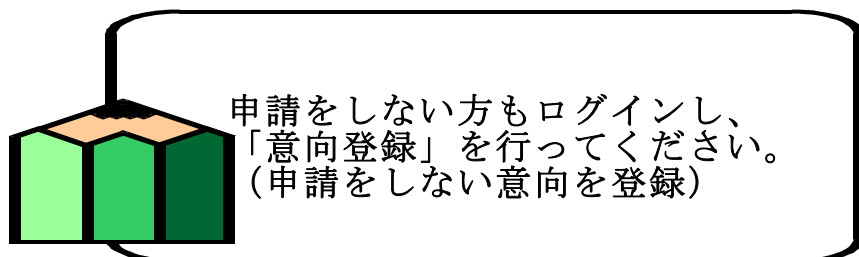 申請をしない方もログインし、
「意向登録」を行ってください。
（申請をしない意向を登録）